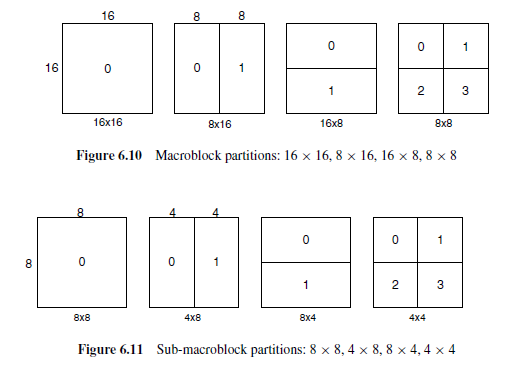 16 8 8
16 0 0 1 0 1 0 1 2 3
16x16 8x16 16x8 8x8
Figure 6.10 Macroblock partitions: 16 × 16, 8 × 16, 16 × 8, 8 × 8
8 4 4
8 0 0 1 0 1 0 1 2 3
8x8 4x8 8x4 4x4
Figure 6.11 Sub-macroblock partitions: 8 × 8, 4 × 8, 8 × 4, 4 × 4